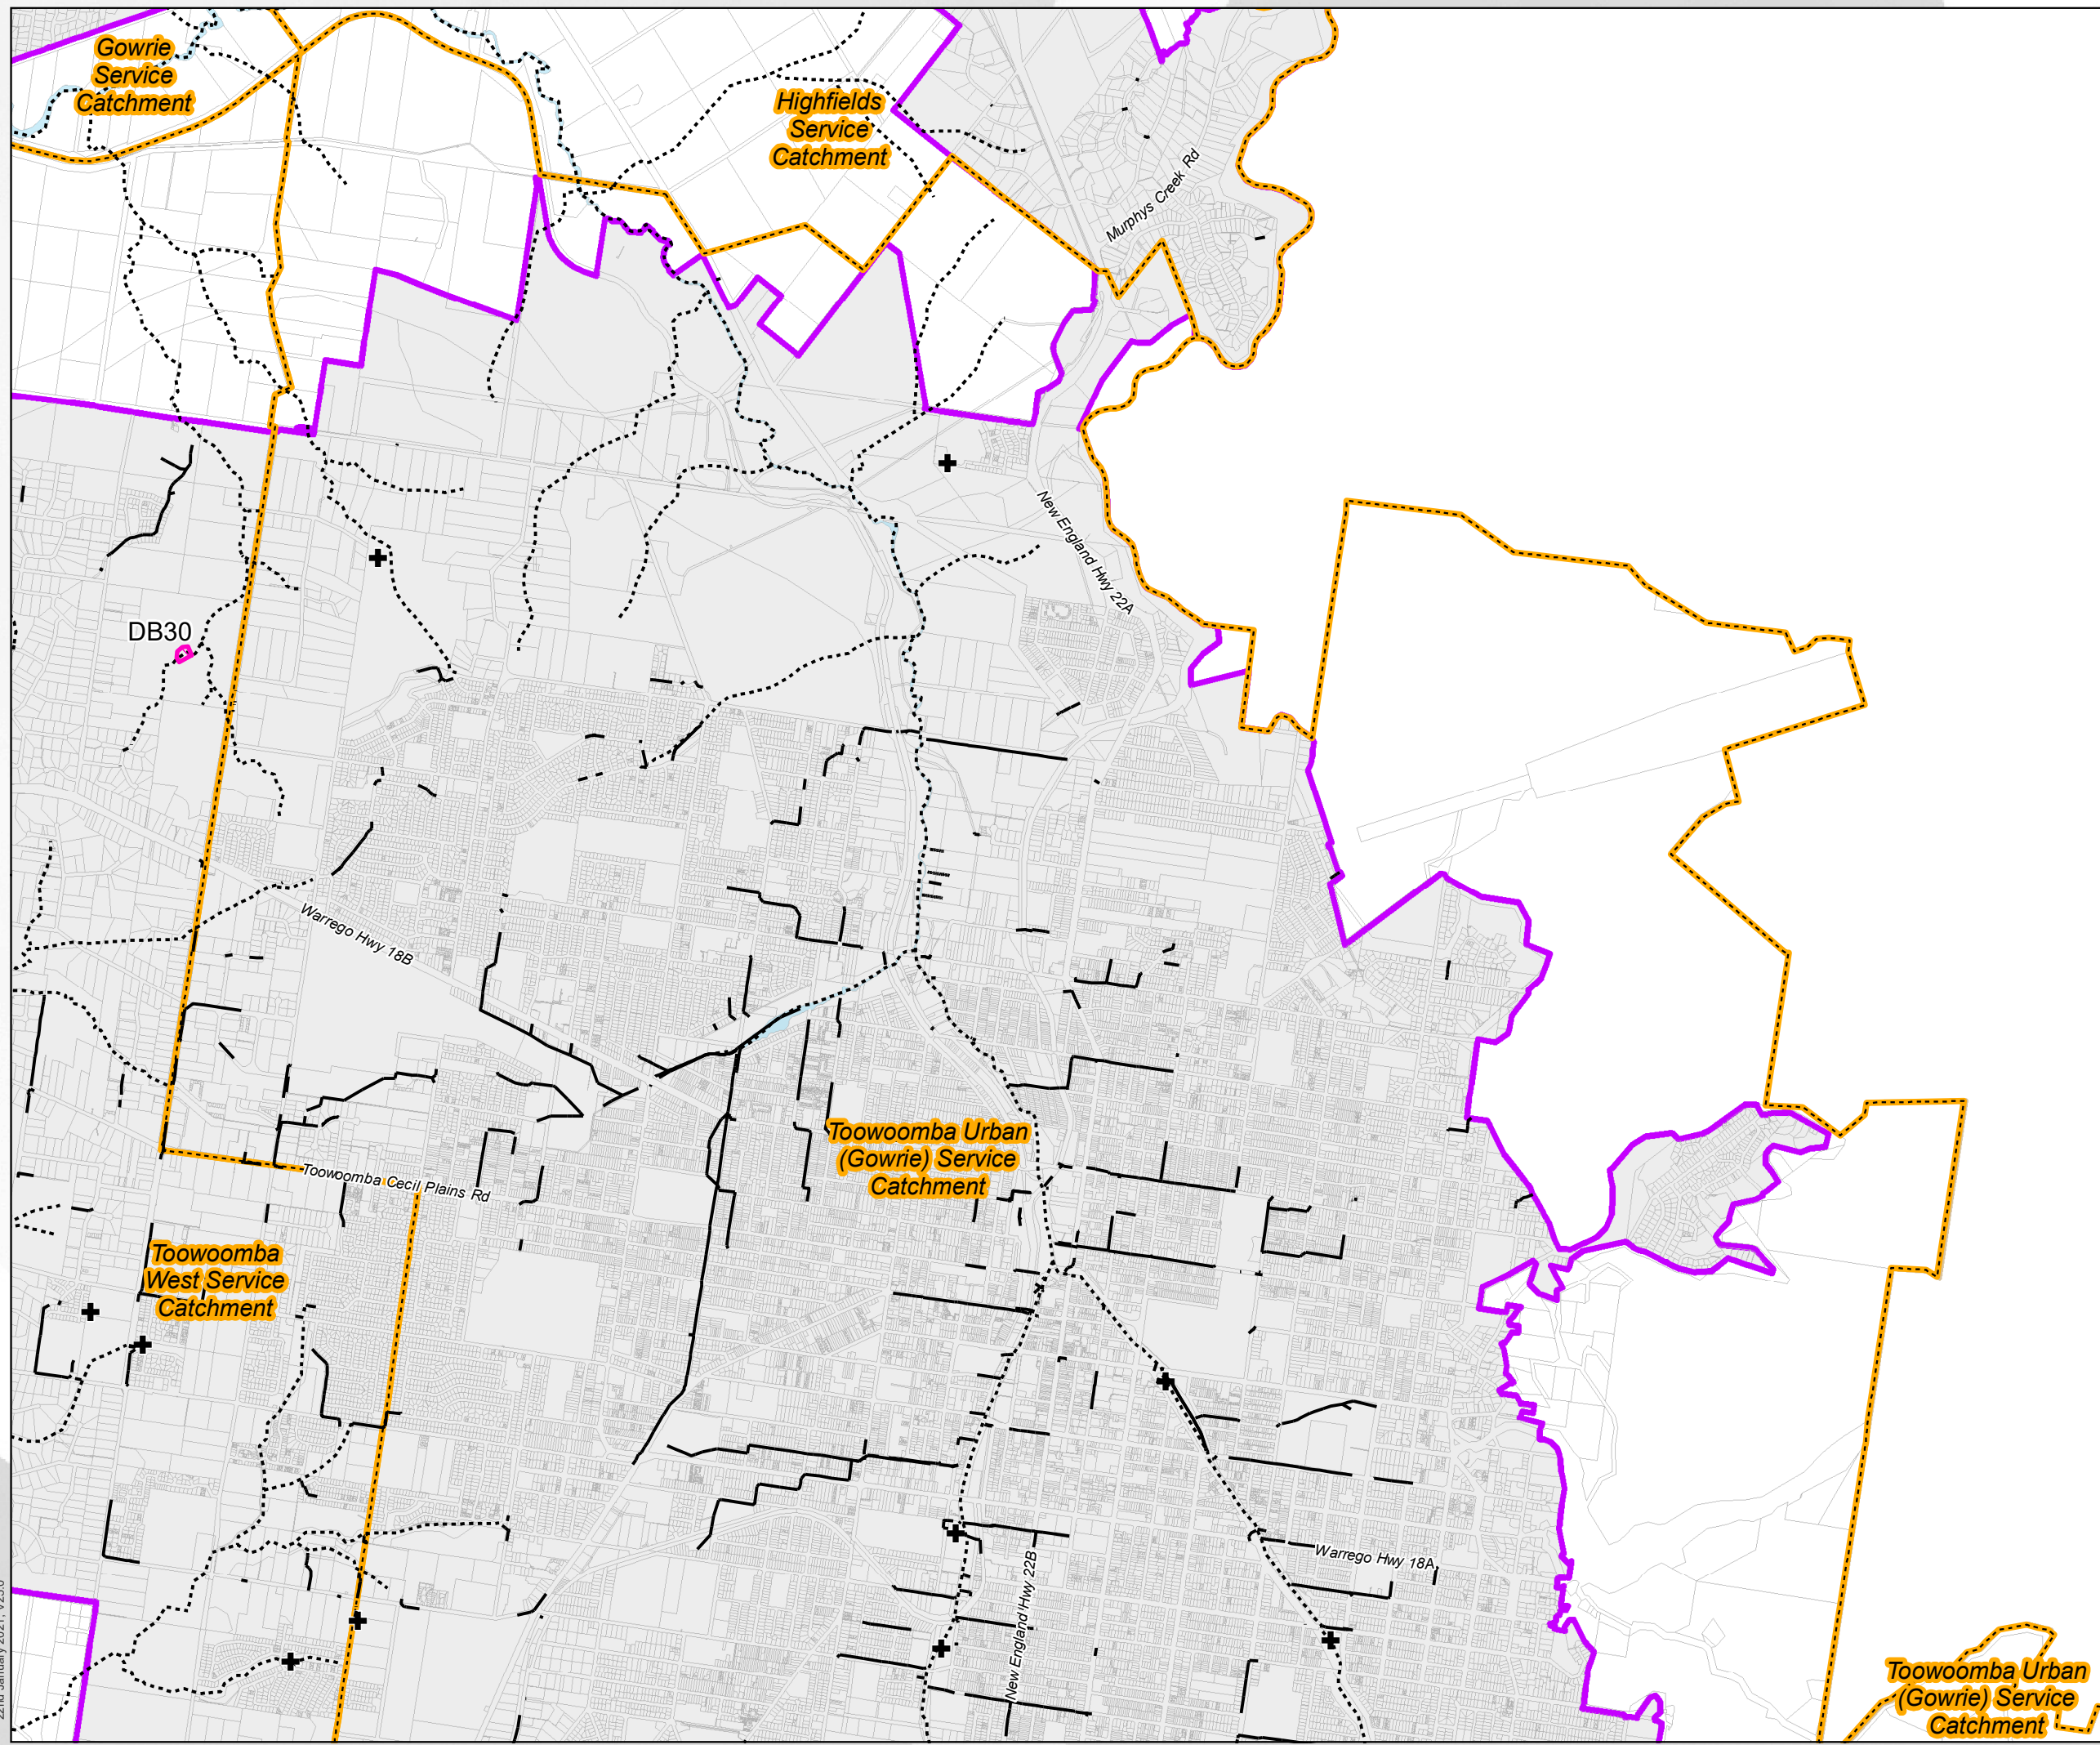 Gowrie
Service
Catchment
Highfields
Service
Catchment
Murphys Creek Rd
New England Hwy 22A
DB30
Warrego Hwy 18B
Toowoomba Urban
(Gowrie) Service
Catchment
Toowoomba Cecil Plains Rd
Toowoomba
West Service
Catchment
Warrego Hwy 18A
New England Hwy 22B
Toowoomba Urban
(Gowrie) Service
Catchment